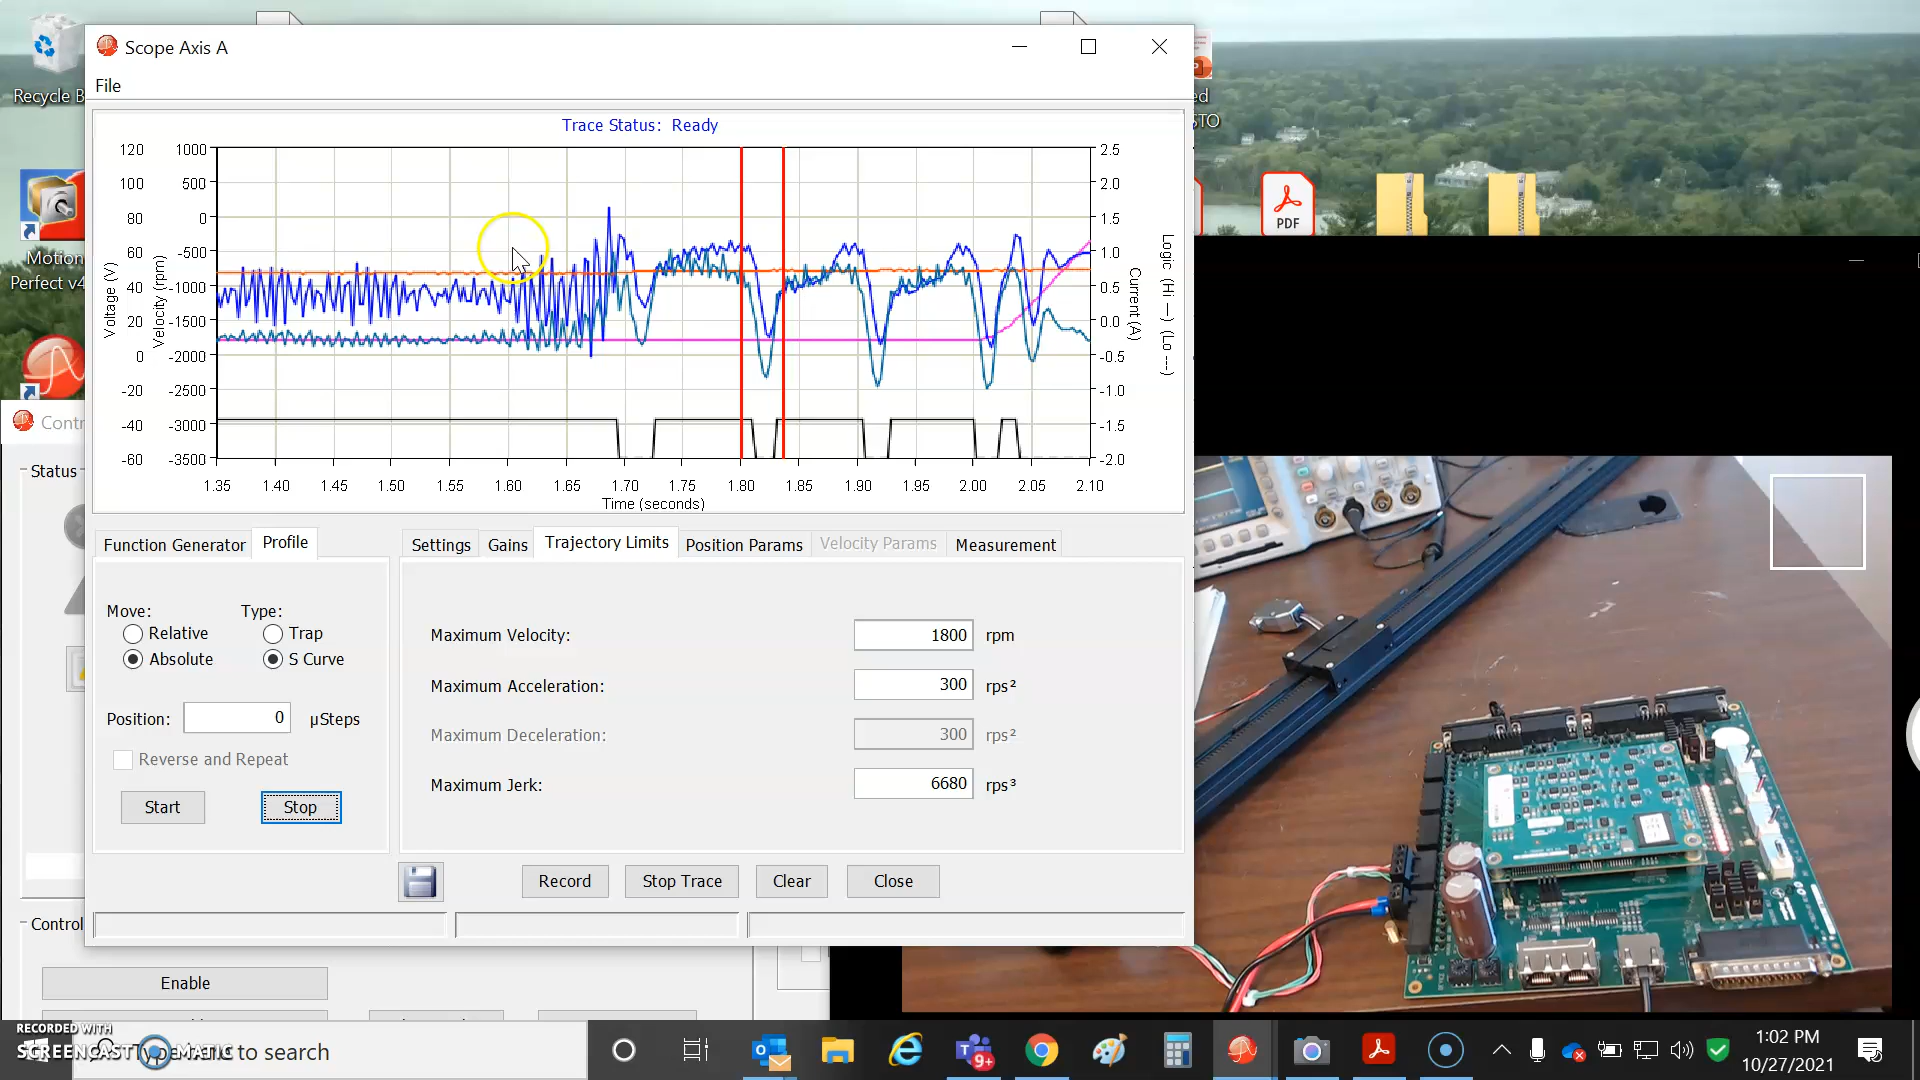 Recycle B
Motion
Perfect v4
ed
STO
PDF
Scope Axis A
File
Trace Status: Ready
120 1000 2.5
100 500 2.0
80 0 1.5
60 -500 1.0
40 -1000 0.5
20 -1500 0.0
0 -2000 -0.5
-20 -2500 -1.0
-40 -3000 -1.5
-60 -3500 -2.0
Voltage (V)
Velocity (rpm)
Current (A)
Logic (Hi —) (Lo ---)
1.35 1.40 1.45 1.50 1.55 1.60 1.65 1.70 1.75 1.80 1.85 1.90 1.95 2.00 2.05 2.10
Time (seconds)
Contr
Status
Function Generator Profile
Settings Gains Trajectory Limits Position Params Velocity Params Measurement
Move: Type:
Relative Trap
Absolute S Curve
Position: 0 µSteps
Reverse and Repeat
Start Stop
Maximum Velocity: 1800 rpm
Maximum Acceleration: 300 rps²
Maximum Deceleration: 300 rps²
Maximum Jerk: 6680 rps³
Record Stop Trace Clear Close
Control
Enable
RECORDED WITH
SCREENCAST MATIC
Type here to search
9+
1:02 PM
10/27/2021